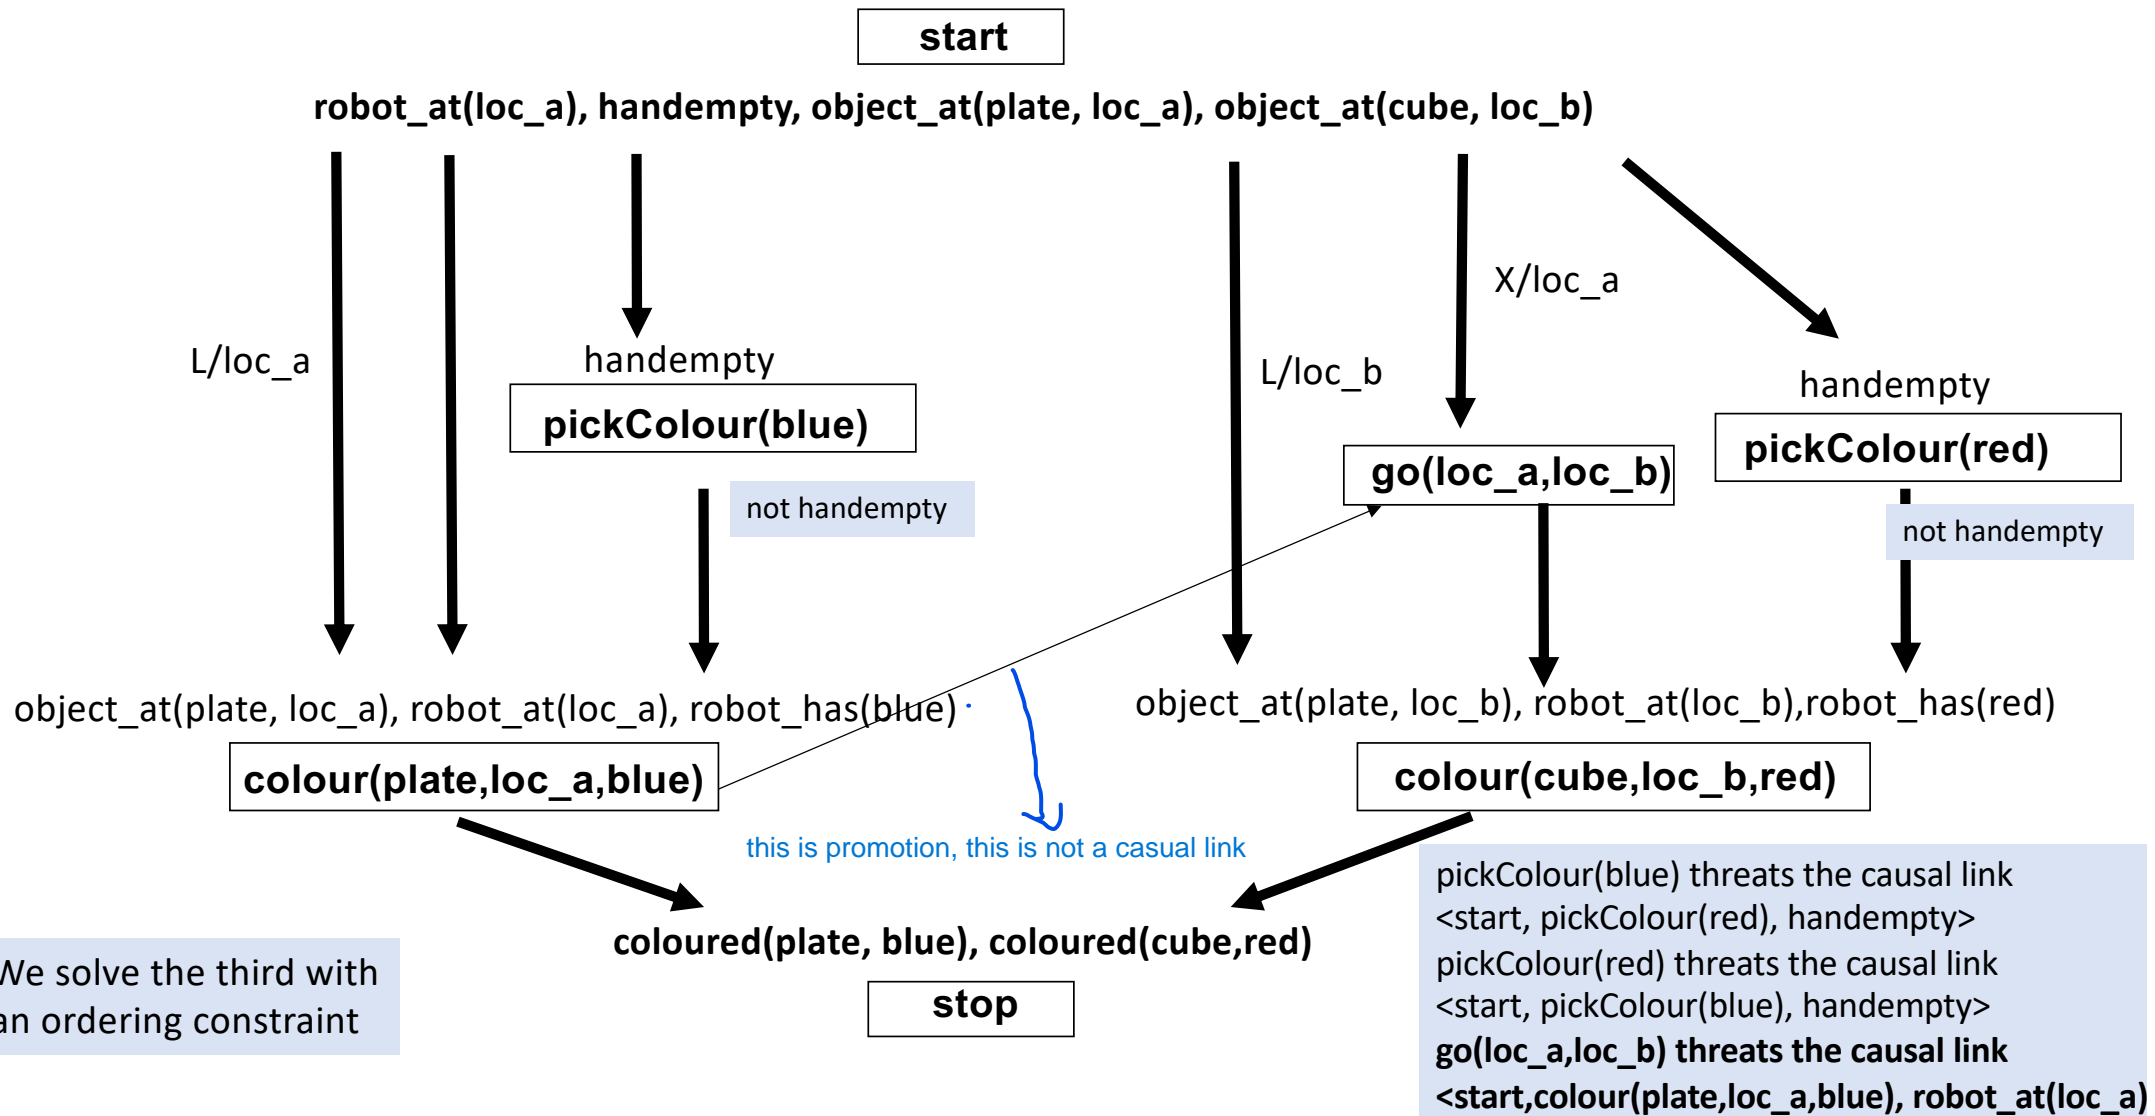 start
robot_at(loc_a), handempty, object_at(plate, loc_a), object_at(cube, loc_b)
X/loc_a
L/loc_a
handempty
L/loc_b
handempty
pickColour(blue)
go(loc_a,loc_b)
pickColour(red)
not handempty
not handempty
object_at(plate, loc_a), robot_at(loc_a), robot_has(blue)
object_at(plate, loc_b), robot_at(loc_b),robot_has(red)
colour(plate,loc_a,blue)
colour(cube,loc_b,red)
this is promotion, this is not a casual link
coloured(plate, blue), coloured(cube,red)
stop
We solve the third with
an ordering constraint
pickColour(blue) threats the causal link
<start, pickColour(red), handempty>
pickColour(red) threats the causal link
<start, pickColour(blue), handempty>
go(loc_a,loc_b) threats the causal link
<start,colour(plate,loc_a,blue), robot_at(loc_a)